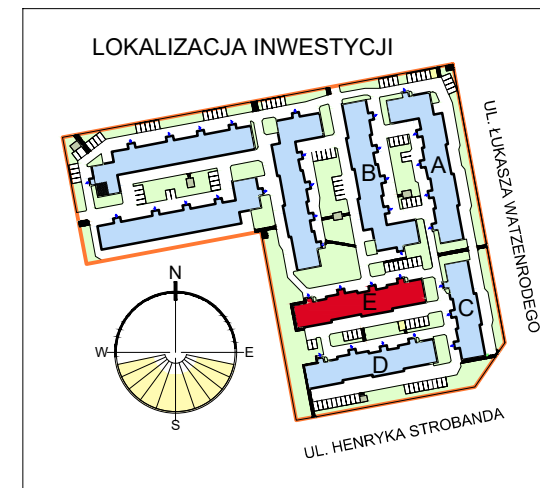 LOKALIZACJA INWESTYCJI
UL. ŁUKASZA WATZENRODEGO
A
B
E
C
D
N
W
E
S
UL. HENRYKA STROBANDA